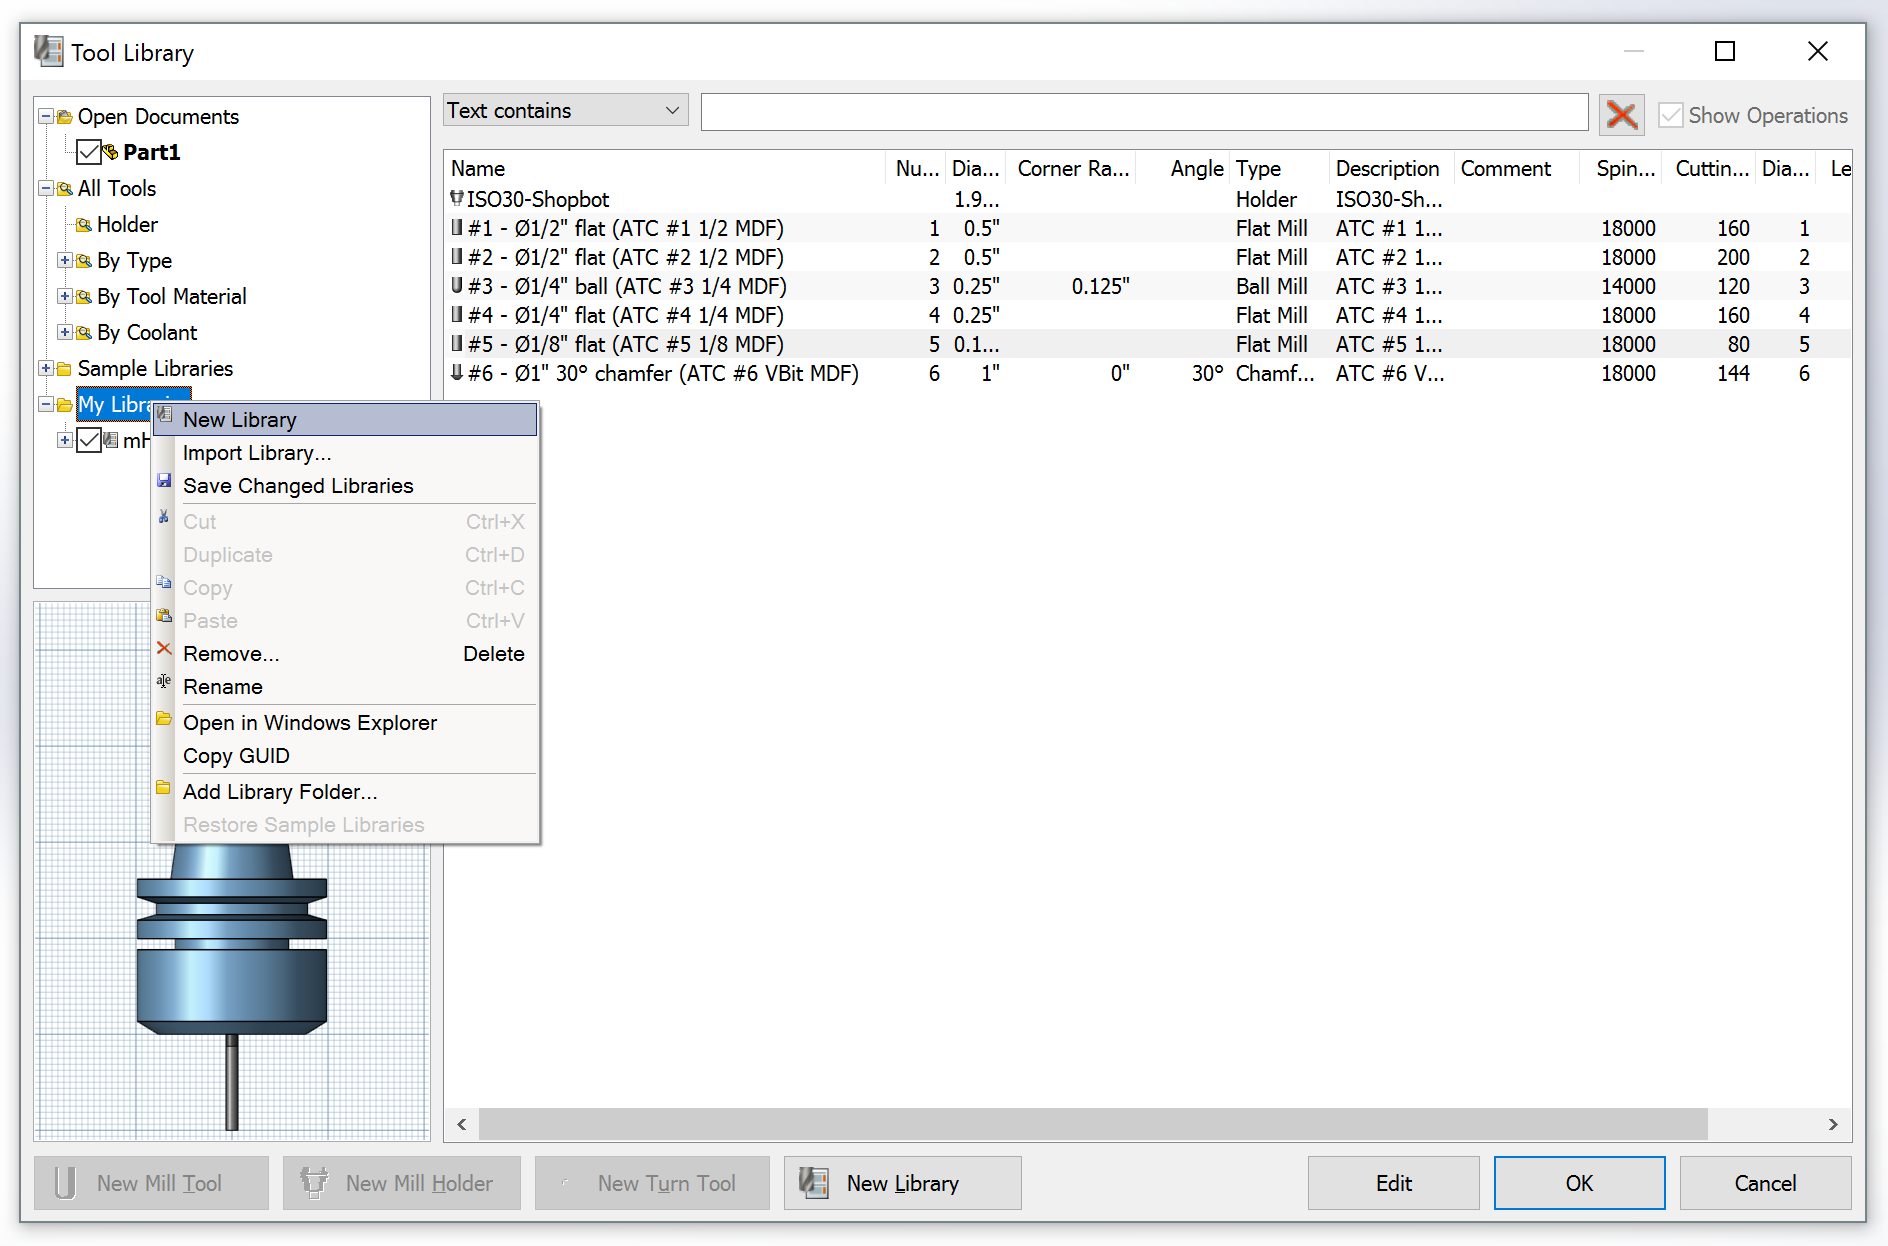 Tool Library
Open Documents
Part1
All Tools
Holder
By Type
By Tool Material
By Coolant
Sample Libraries
My Libra
mH
New Library
Import Library...
Save Changed Libraries
Cut Ctrl+X
Duplicate Ctrl+D
Copy Ctrl+C
Paste Ctrl+V
Remove... Delete
Rename
Open in Windows Explorer
Copy GUID
Add Library Folder...
Restore Sample Libraries
Text contains
Show Operations
Name Nu... Dia... Corner Ra... Angle Type Description Comment Spin... Cuttin... Dia... Le
ISO30-Shopbot 1.9... Holder ISO30-Sh...
#1 - Ø1/2" flat (ATC #1 1/2 MDF) 1 0.5" Flat Mill ATC #1 1... 18000 160 1
#2 - Ø1/2" flat (ATC #2 1/2 MDF) 2 0.5" Flat Mill ATC #2 1... 18000 200 2
#3 - Ø1/4" ball (ATC #3 1/4 MDF) 3 0.25" 0.125" Ball Mill ATC #3 1... 14000 120 3
#4 - Ø1/4" flat (ATC #4 1/4 MDF) 4 0.25" Flat Mill ATC #4 1... 18000 160 4
#5 - Ø1/8" flat (ATC #5 1/8 MDF) 5 0.1... Flat Mill ATC #5 1... 18000 80 5
#6 - Ø1" 30° chamfer (ATC #6 VBit MDF) 6 1" 0" 30° Chamf... ATC #6 V... 18000 144 6
New Mill Tool
New Mill Holder
New Turn Tool
New Library
Edit
OK
Cancel